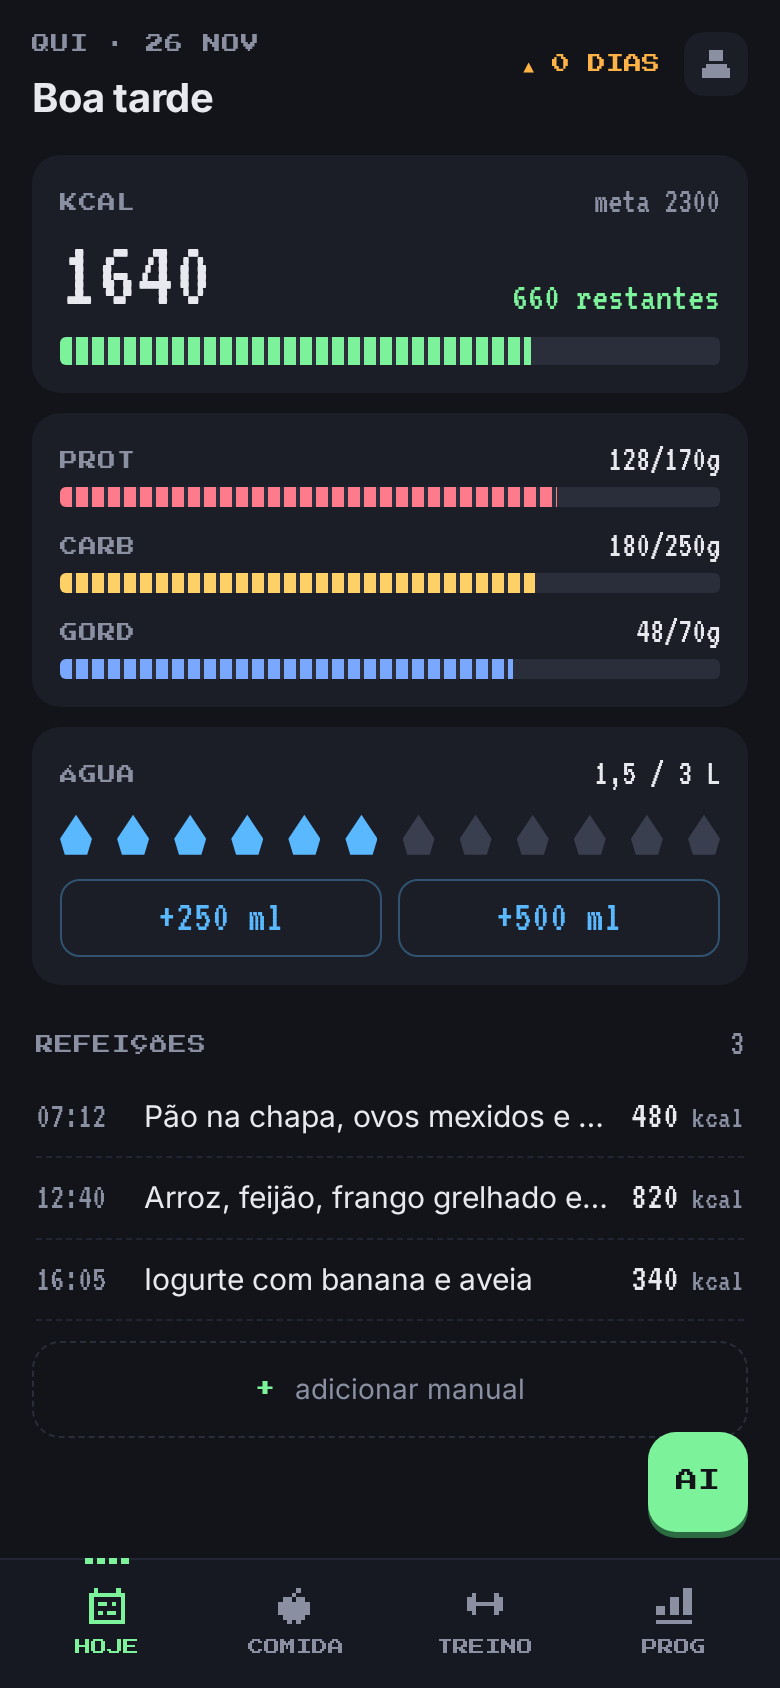 QUI · 26 NOV
Boa tarde
▲ 0 DIAS
KCAL
meta 2300
1640
660 restantes
PROT
128/170g
CARB
180/250g
GORD
48/70g
ÁGUA
1,5 / 3 L
+250 ml
+500 ml
REFEIÇÕES
3
07:12 Pão na chapa, ovos mexidos e ... 480 kcal
12:40 Arroz, feijão, frango grelhado e... 820 kcal
16:05 Iogurte com banana e aveia 340 kcal
+ adicionar manual
AI
HOJE
COMIDA
TREINO
PROG